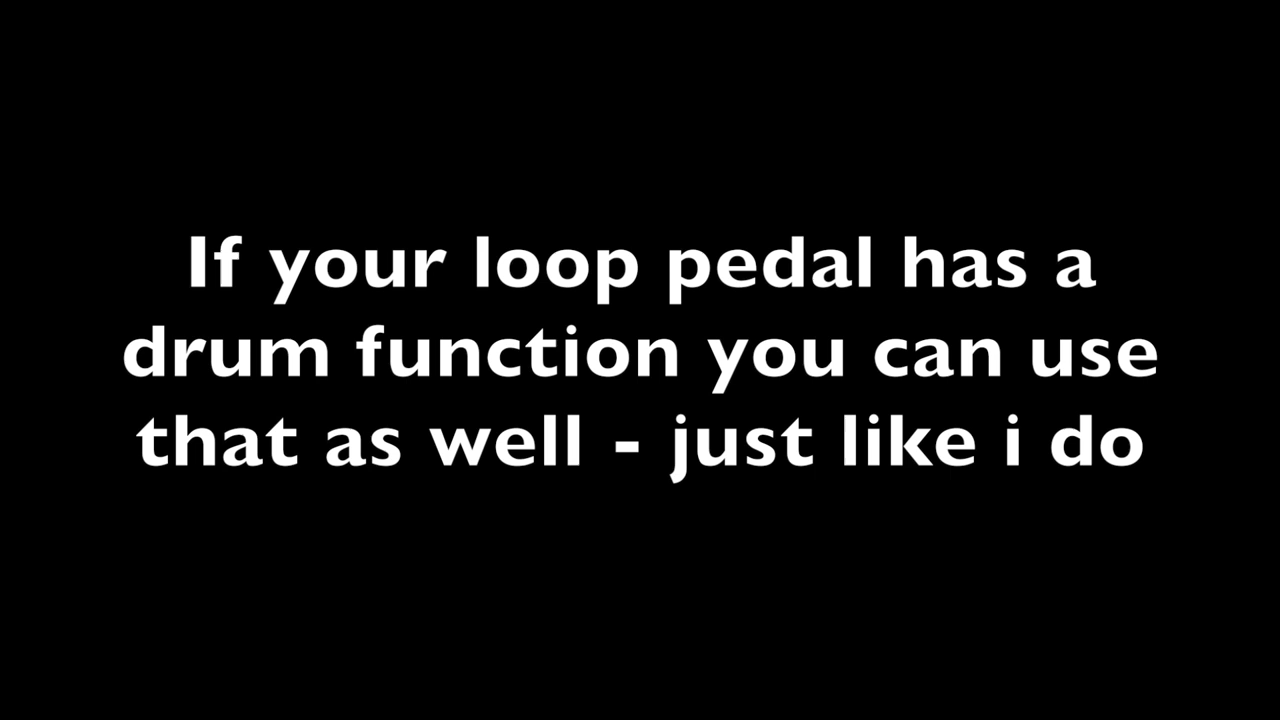 If your loop pedal has a
drum function you can use
that as well - just like i do